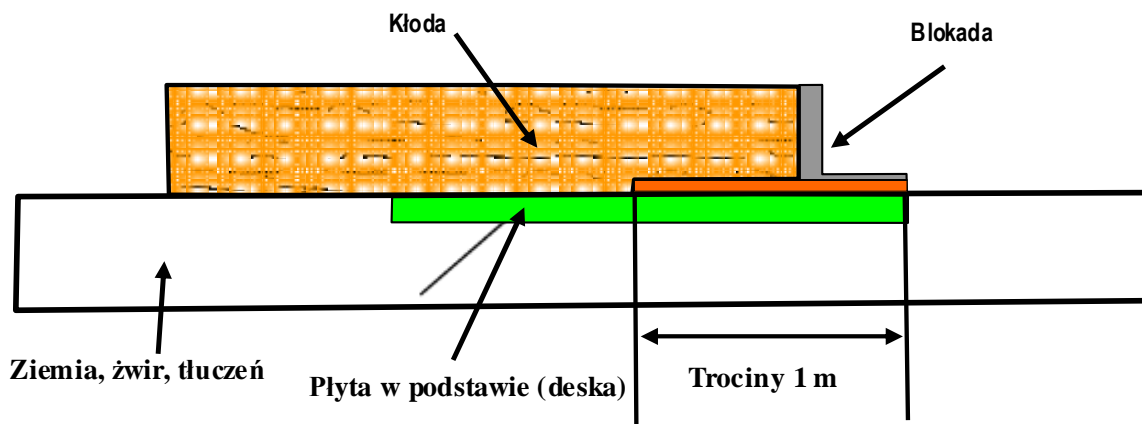 Kłoda
Blokada
Ziemia, żwir, tłuczeń
Płyta w podstawie (deska)
Trociny 1 m